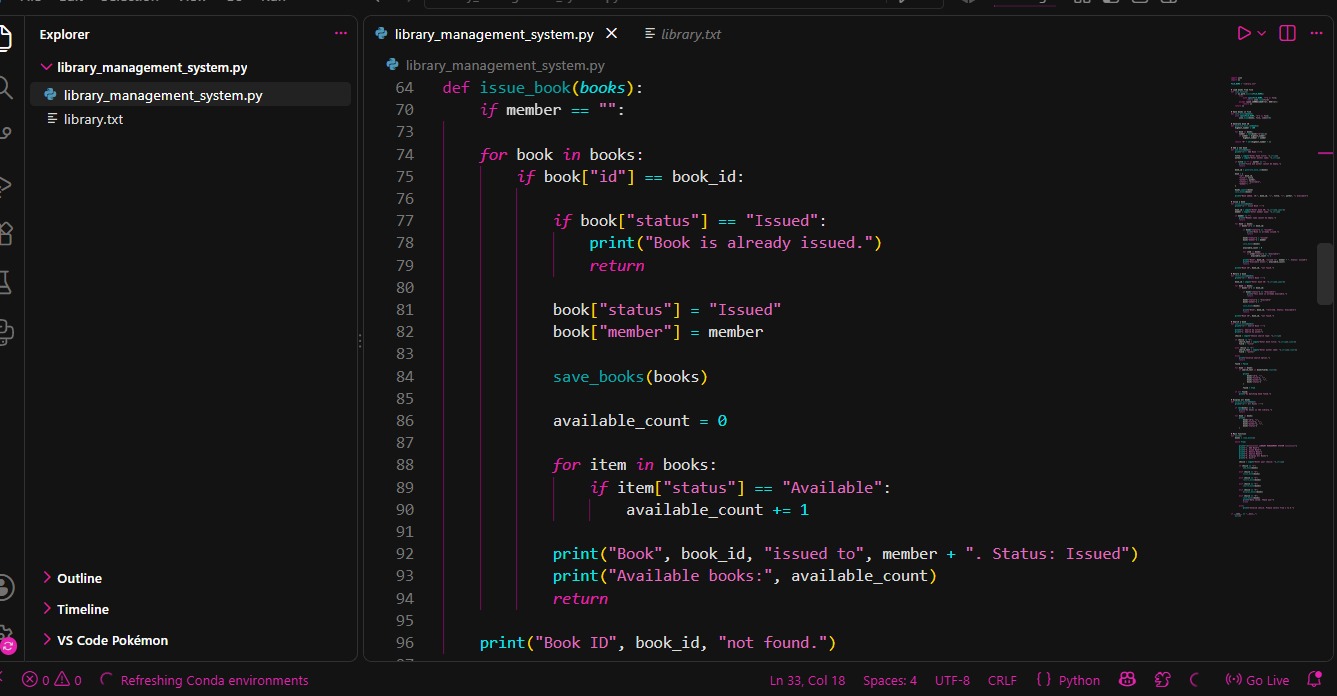 Explorer
library_management_system.py
library_management_system.py
library.txt
Outline
Timeline
VS Code Pokémon
library_management_system.py
library.txt
library_management_system.py
64 def issue_book(books):
70     if member == "":
73
74     for book in books:
75         if book["id"] == book_id:
76
77             if book["status"] == "Issued":
78                 print("Book is already issued.")
79                 return
80
81             book["status"] = "Issued"
82             book["member"] = member
83
84             save_books(books)
85
86             available_count = 0
87
88             for item in books:
89                 if item["status"] == "Available":
90                     available_count += 1
91
92             print("Book", book_id, "issued to", member + ". Status: Issued")
93             print("Available books:", available_count)
94             return
95
96     print("Book ID", book_id, "not found.")
0 0 Refreshing Conda environments
Ln 33, Col 18 Spaces: 4 UTF-8 CRLF { } Python Go Live